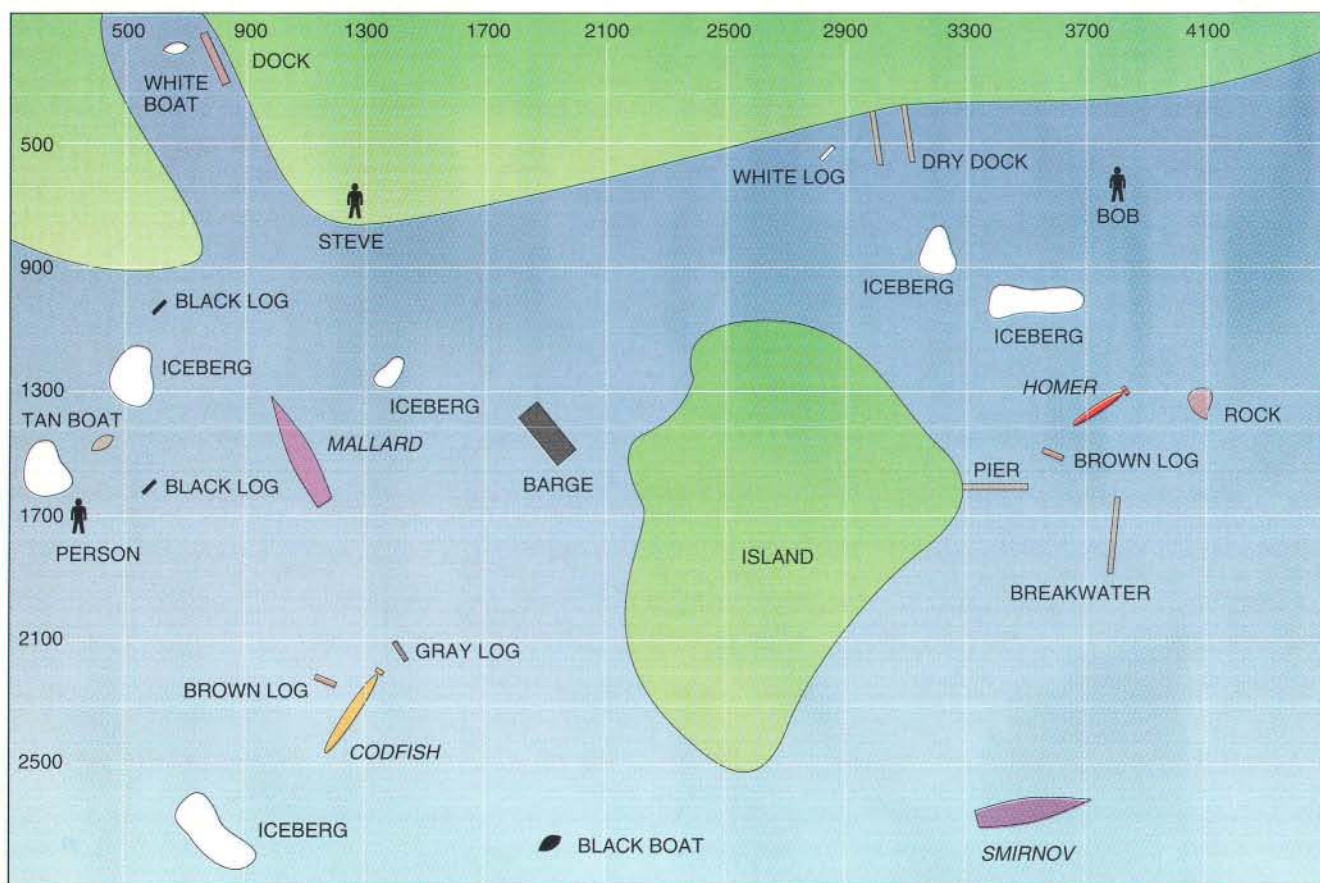 500 900 1300 1700 2100 2500 2900 3300 3700 4100
DOCK
WHITE
BOAT
500
WHITE LOG
DRY DOCK
BOB
STEVE
900
ICEBERG
BLACK LOG
ICEBERG
ICEBERG
1300
HOMER
ICEBERG
TAN BOAT
ROCK
MALLARD
BROWN LOG
PIER
BLACK LOG
BARGE
1700
PERSON
ISLAND
BREAKWATER
2100
GRAY LOG
BROWN LOG
CODFISH
2500
ICEBERG
BLACK BOAT
SMIRNOV